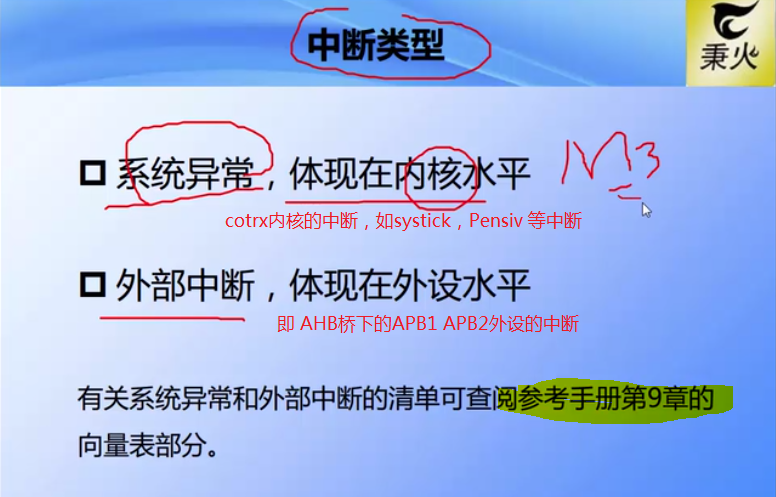 中断类型
秉火
系统异常，体现在内核水平
M3
cotrx内核的中断，如systick，Pensiv 等中断
外部中断，体现在外设水平
即 AHB桥下的APB1 APB2外设的中断
有关系统异常和外部中断的清单可查阅参考手册第9章的
向量表部分。